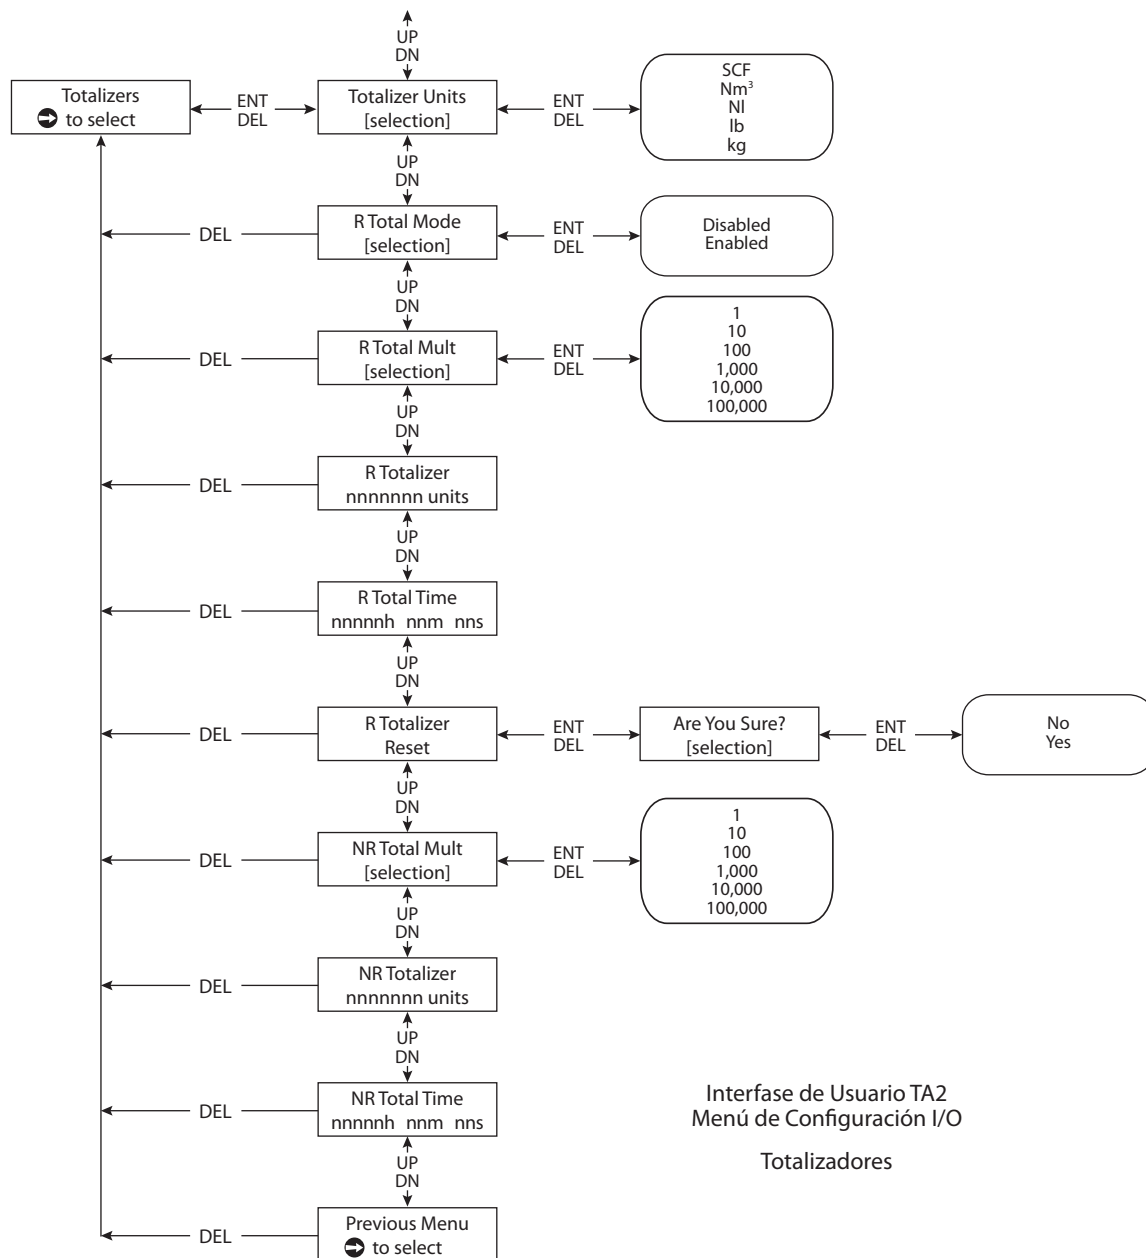 UP
DN
Totalizers
to select
ENT
DEL
Totalizer Units
[selection]
ENT
DEL
SCF
Nm³
Nl
lb
kg
UP
DN
DEL
R Total Mode
[selection]
ENT
DEL
Disabled
Enabled
UP
DN
DEL
R Total Mult
[selection]
ENT
DEL
1
10
100
1,000
10,000
100,000
UP
DN
DEL
R Totalizer
nnnnnnn units
UP
DN
DEL
R Total Time
nnnnnh nnm nns
UP
DN
DEL
R Totalizer
Reset
ENT
DEL
Are You Sure?
[selection]
ENT
DEL
No
Yes
UP
DN
DEL
NR Total Mult
[selection]
ENT
DEL
1
10
100
1,000
10,000
100,000
UP
DN
DEL
NR Totalizer
nnnnnnn units
UP
DN
DEL
NR Total Time
nnnnnh nnm nns
UP
DN
DEL
Previous Menu
to select
Interfase de Usuario TA2
Menú de Configuración I/O
Totalizadores